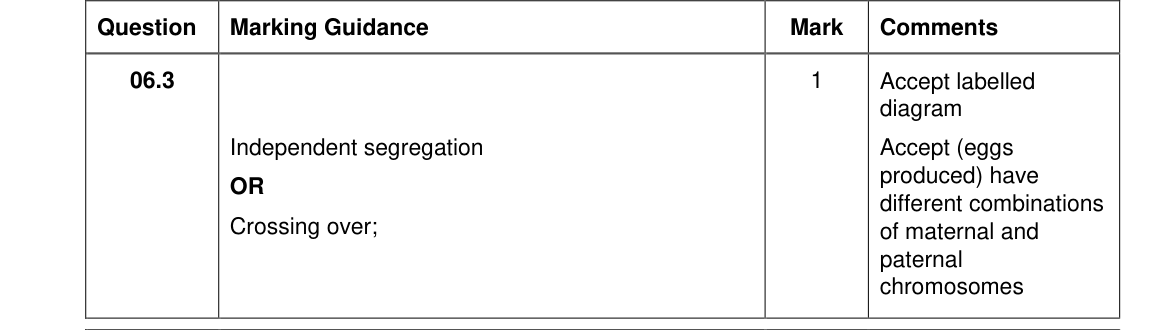 Question Marking Guidance Mark Comments
06.3 1 Accept labelled
diagram
Independent segregation Accept (eggs
produced) have
OR different combinations
Crossing over; of maternal and
paternal
chromosomes